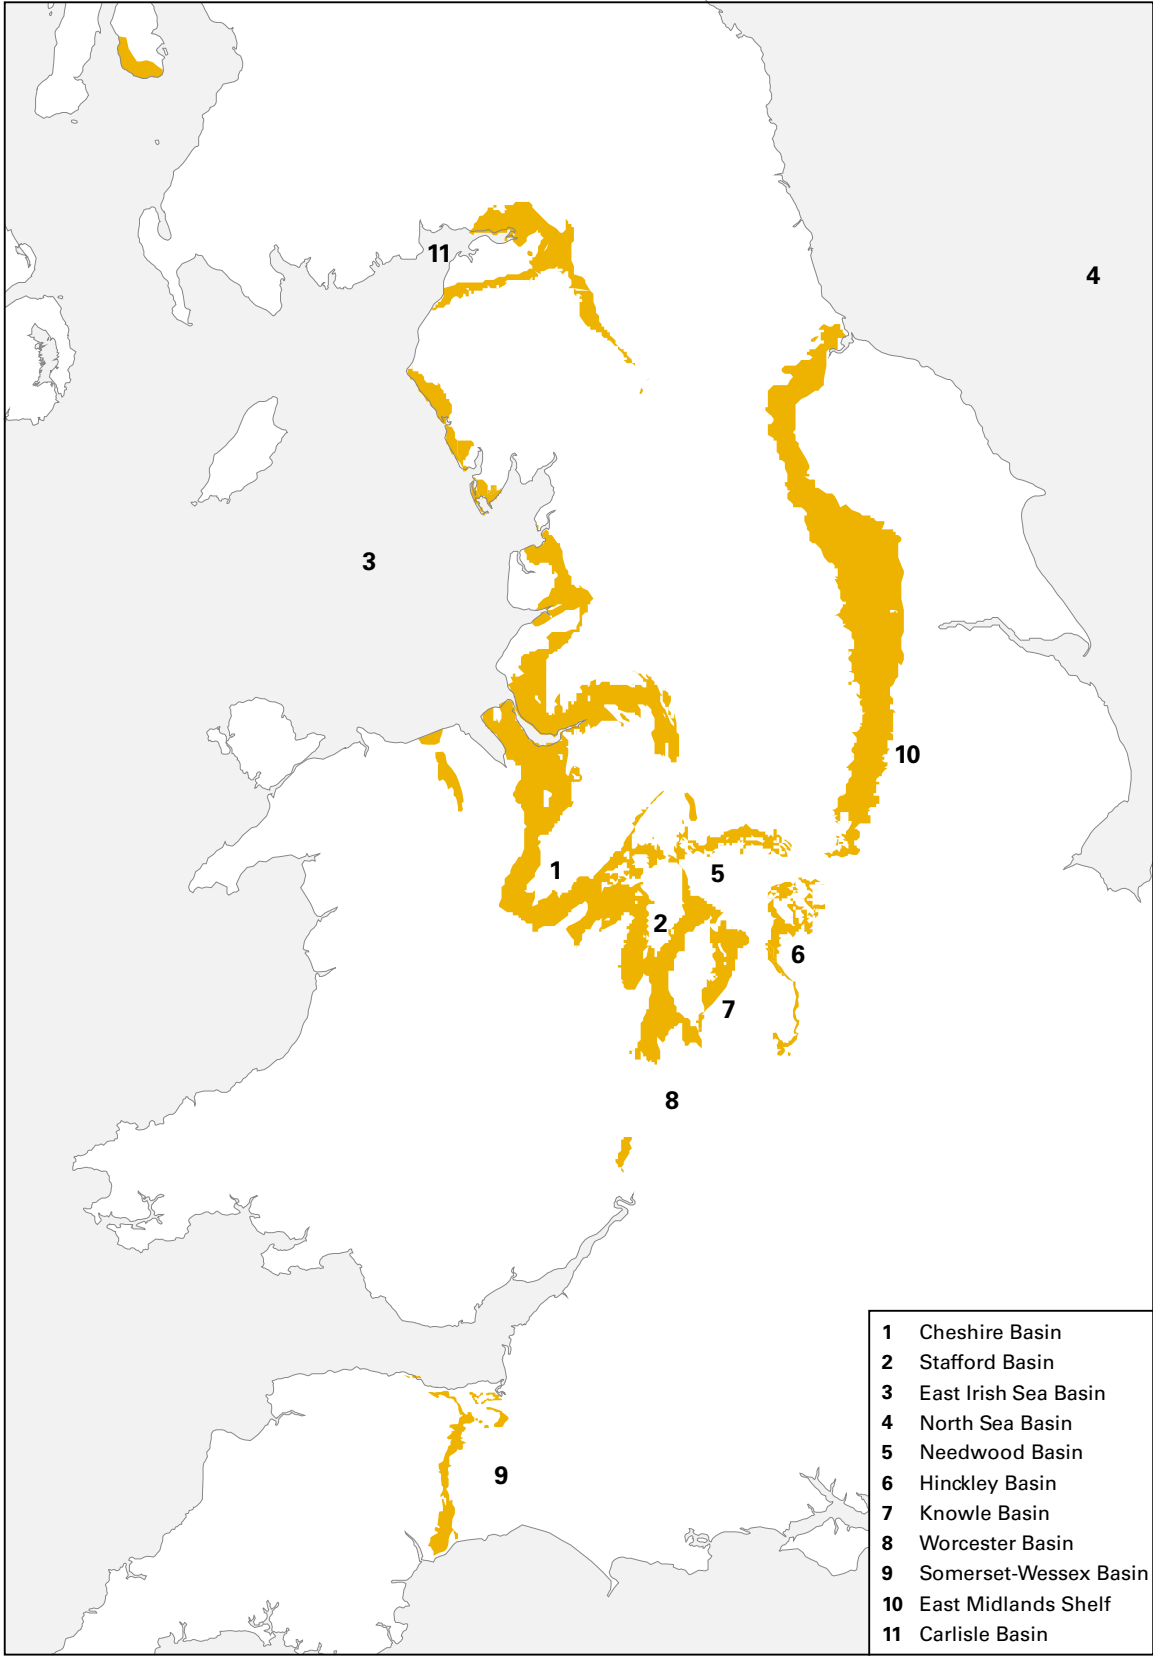 11
4
3
10
1
5
2
6
7
8
9
1 Cheshire Basin
2 Stafford Basin
3 East Irish Sea Basin
4 North Sea Basin
5 Needwood Basin
6 Hinckley Basin
7 Knowle Basin
8 Worcester Basin
9 Somerset-Wessex Basin
10 East Midlands Shelf
11 Carlisle Basin